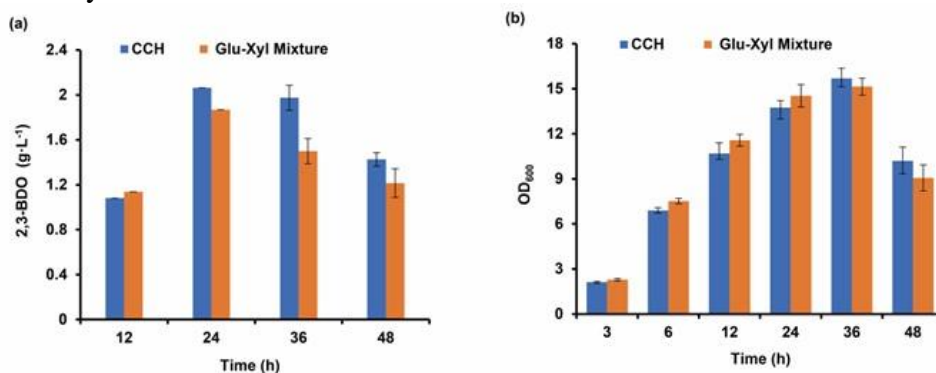 (a)
CCH Glu-Xyl Mixture
2,3-BDO (g·L⁻¹)
2.4
2
1.6
1.2
0.8
0.4
0
12 24 36 48
Time (h)
(b)
CCH Glu-Xyl Mixture
OD₆₀₀
18
15
12
9
6
3
0
3 6 12 24 36 48
Time (h)